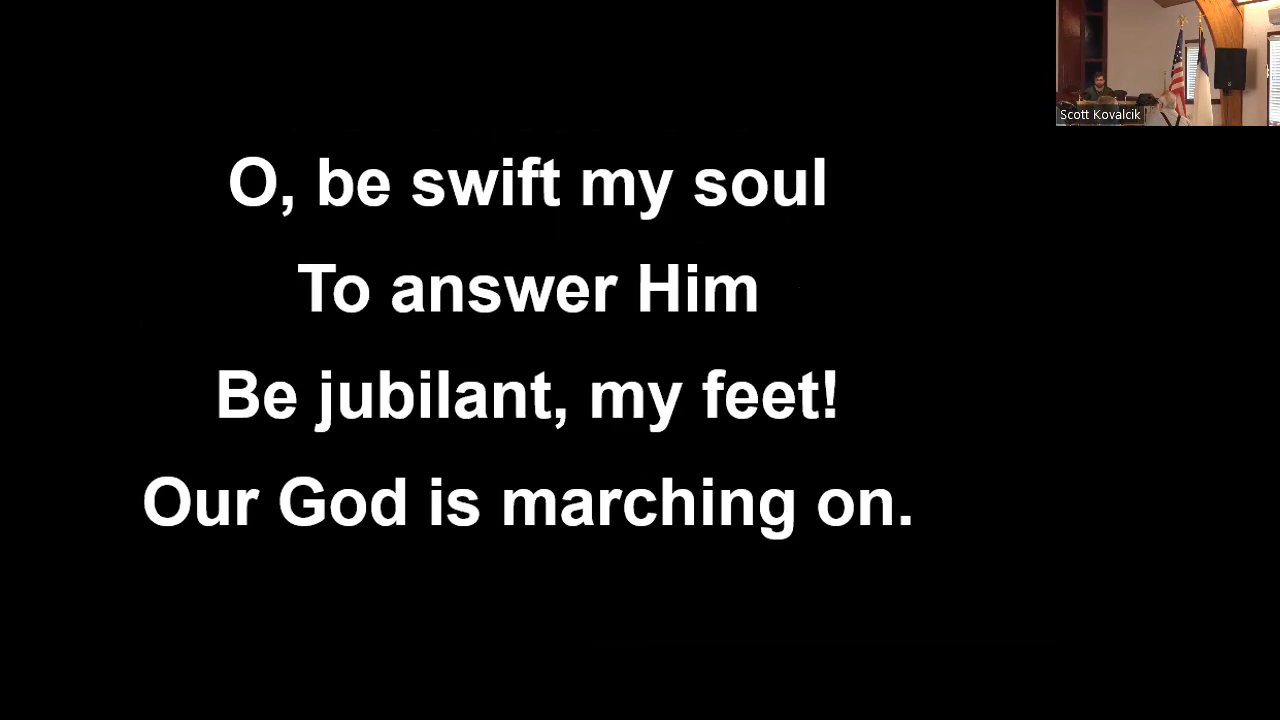 Scott Kovalcik
O, be swift my soul
To answer Him
Be jubilant, my feet!
Our God is marching on.